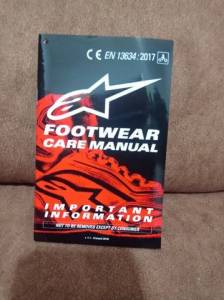 CE EN 13634:2017
FOOTWEAR
CARE MANUAL
IMPORTANT
INFORMATION
NOT TO BE REMOVED EXCEPT BY CONSUMER